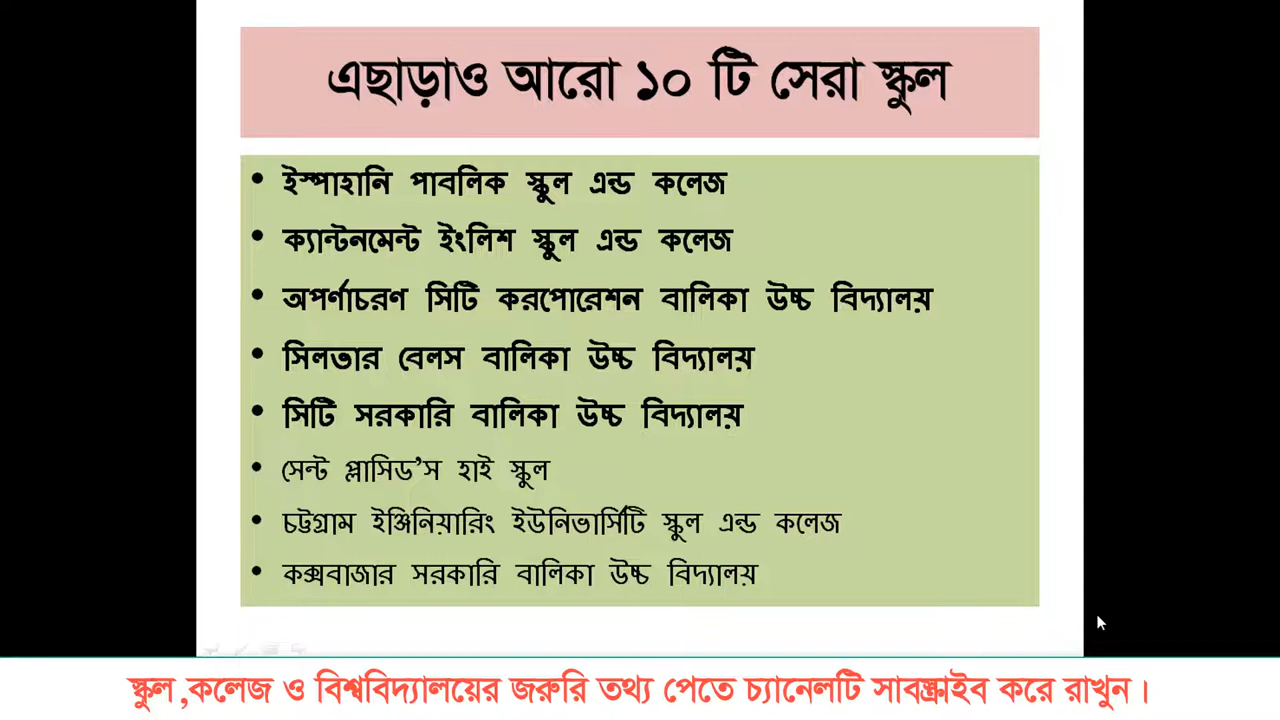 এছাড়াও আরো ১০ টি সেরা স্কুল
• ইস্পাহানি পাবলিক স্কুল এন্ড কলেজ
• ক্যান্টনমেন্ট ইংলিশ স্কুল এন্ড কলেজ
• অপর্ণাচরণ সিটি করপোরেশন বালিকা উচ্চ বিদ্যালয়
• সিলভার বেলস বালিকা উচ্চ বিদ্যালয়
• সিটি সরকারি বালিকা উচ্চ বিদ্যালয়
• সেন্ট প্লাসিড’স হাই স্কুল
• চট্টগ্রাম ইঞ্জিনিয়ারিং ইউনিভার্সিটি স্কুল এন্ড কলেজ
• কক্সবাজার সরকারি বালিকা উচ্চ বিদ্যালয়
স্কুল,কলেজ ও বিশ্ববিদ্যালয়ের জরুরি তথ্য পেতে চ্যানেলটি সাবস্ক্রাইব করে রাখুন।